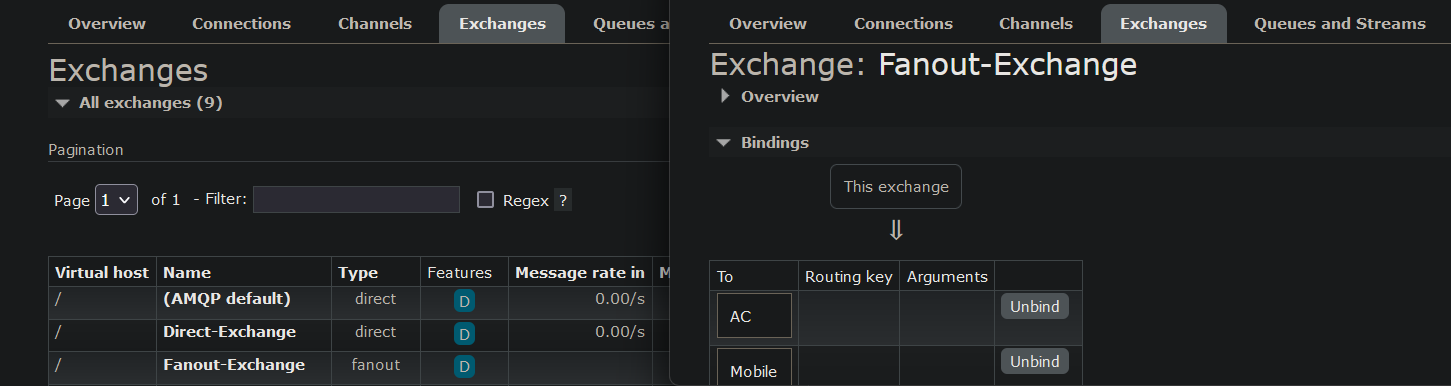 Overview Connections Channels Exchanges Queues a
Exchanges
All exchanges (9)
Pagination
Page 1 of 1 - Filter: Regex ?
Virtual host Name Type Features Message rate in M
/ (AMQP default) direct D 0.00/s
/ Direct-Exchange direct D 0.00/s
/ Fanout-Exchange fanout D
Overview Connections Channels Exchanges Queues and Streams
Exchange: Fanout-Exchange
Overview
Bindings
This exchange
⇓
To Routing key Arguments
AC Unbind
Mobile Unbind